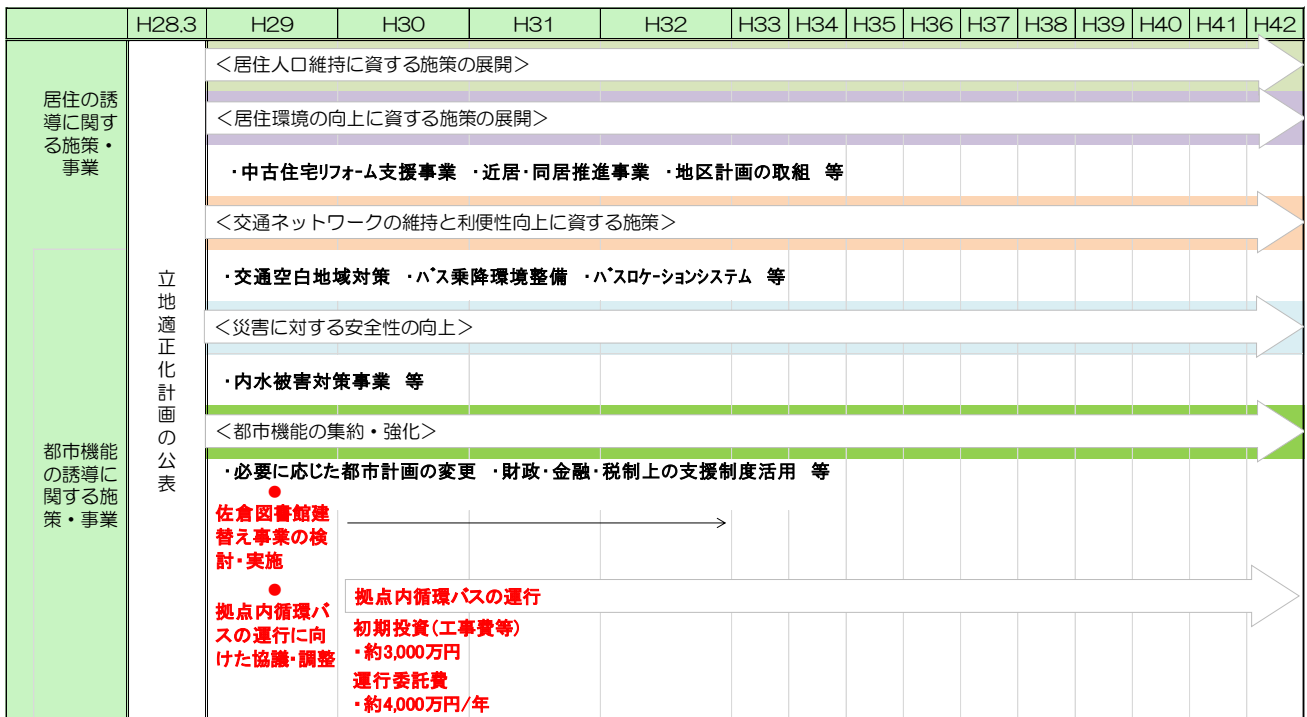 H28.3 H29 H30 H31 H32 H33 H34 H35 H36 H37 H38 H39 H40 H41 H42
居住の誘
導に関す
る施策・
事業
都市機能
の誘導に
関する施
策・事業
立地適正化計画の公表
＜居住人口維持に資する施策の展開＞
＜居住環境の向上に資する施策の展開＞
・中古住宅リフォーム支援事業 ・近居・同居推進事業 ・地区計画の取組 等
＜交通ネットワークの維持と利便性向上に資する施策＞
・交通空白地域対策 ・バス乗降環境整備 ・バスロケーションシステム 等
＜災害に対する安全性の向上＞
・内水被害対策事業 等
＜都市機能の集約・強化＞
・必要に応じた都市計画の変更 ・財政・金融・税制上の支援制度活用 等
佐倉図書館建
替え事業の検
討・実施
拠点内循環バ
スの運行に向
けた協議・調整
拠点内循環バスの運行
初期投資（工事費等）
・約3,000万円
運行委託費
・約4,000万円/年